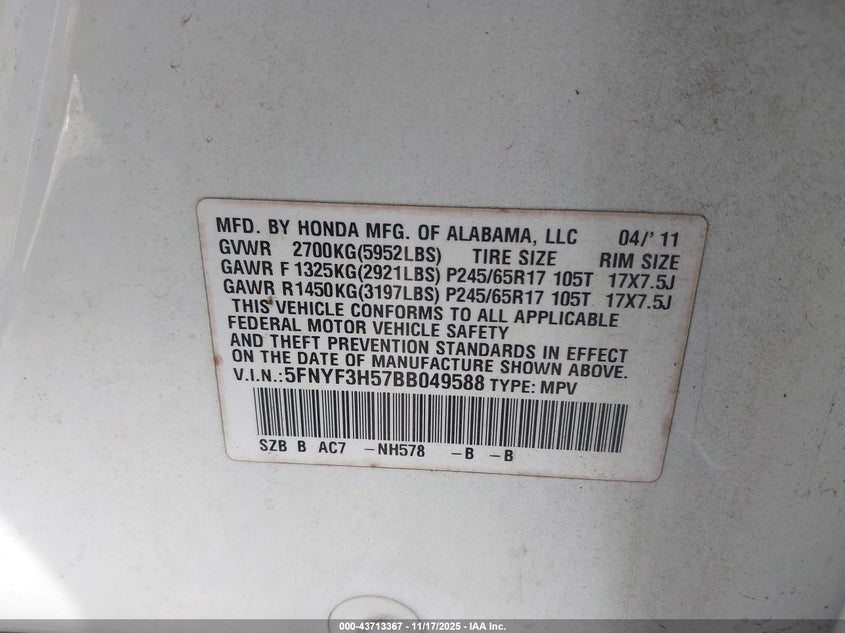 MFD. BY HONDA MFG. OF ALABAMA, LLC 04/'11
GVWR 2700KG(5952LBS) TIRE SIZE RIM SIZE
GAWR F 1325KG(2921LBS) P245/65R17 105T 17X7.5J
GAWR R1450KG(3197LBS) P245/65R17 105T 17X7.5J
THIS VEHICLE CONFORMS TO ALL APPLICABLE
FEDERAL MOTOR VEHICLE SAFETY
AND THEFT PREVENTION STANDARDS IN EFFECT
ON THE DATE OF MANUFACTURE SHOWN ABOVE.
V.I.N.:5FNYF3H57BB049588 TYPE: MPV
SZB B AC7 -NH578 -B -B
000-43713367 - 11/17/2025 - IAA Inc.